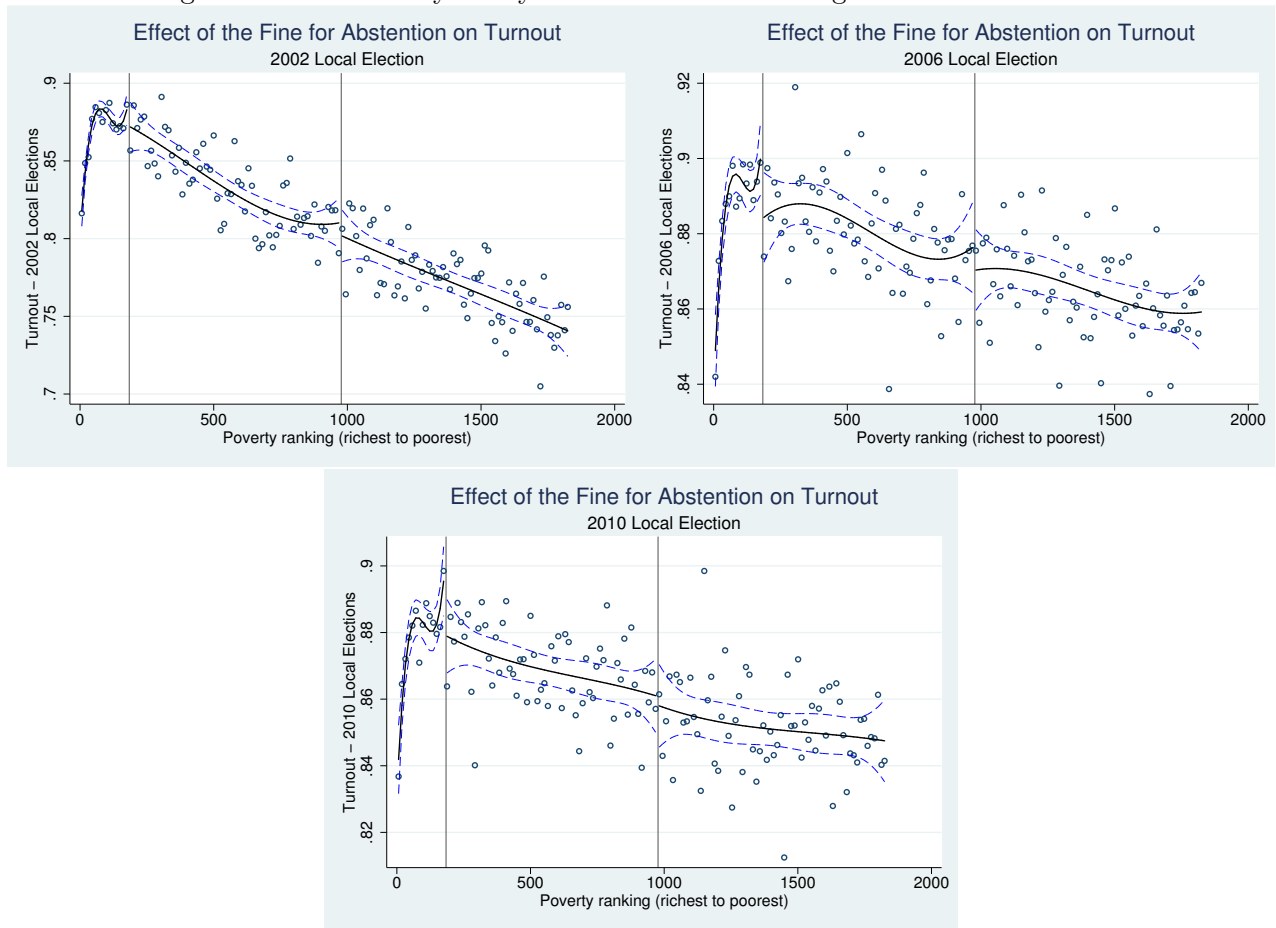 Effect of the Fine for Abstention on Turnout
2002 Local Election
Turnout – 2002 Local Elections
.9
.85
.8
.75
.7
0 500 1000 1500 2000
Poverty ranking (richest to poorest)
Effect of the Fine for Abstention on Turnout
2006 Local Election
Turnout – 2006 Local Elections
.92
.9
.88
.86
.84
0 500 1000 1500 2000
Poverty ranking (richest to poorest)
Effect of the Fine for Abstention on Turnout
2010 Local Election
Turnout – 2010 Local Elections
.9
.88
.86
.84
.82
0 500 1000 1500 2000
Poverty ranking (richest to poorest)